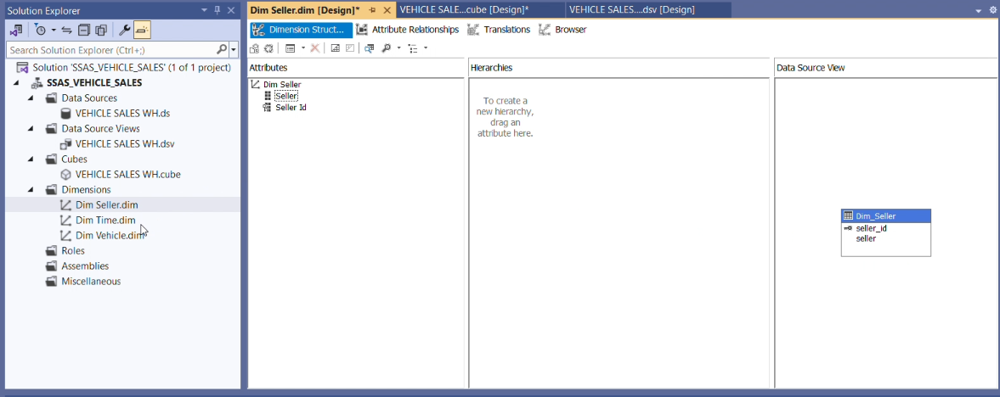 Solution Explorer
Search Solution Explorer (Ctrl+;)
Solution 'SSAS_VEHICLE_SALES' (1 of 1 project)
SSAS_VEHICLE_SALES
Data Sources
VEHICLE SALES WH.ds
Data Source Views
VEHICLE SALES WH.dsv
Cubes
VEHICLE SALES WH.cube
Dimensions
Dim Seller.dim
Dim Time.dim
Dim Vehicle.dim
Roles
Assemblies
Miscellaneous
Dim Seller.dim [Design]* VEHICLE SALE...cube [Design]* VEHICLE SALES....dsv [Design]
Dimension Struct... Attribute Relationships Translations Browser
Attributes
Dim Seller
Seller
Seller Id
Hierarchies
To create a
new hierarchy,
drag an
attribute here.
Data Source View
Dim_Seller
seller_id
seller